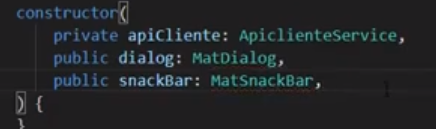 constructor(
private apiCliente: ApiclienteService,
public dialog: MatDialog,
public snackBar: MatSnackBar,
) {
}